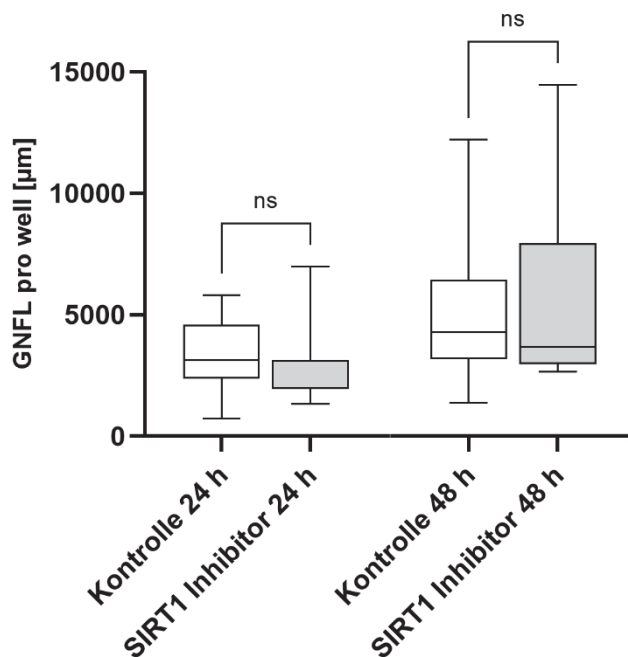 ns
15000
ns
10000
5000
0
GNFL pro well [µm]
Kontrolle 24 h
SIRT1 Inhibitor 24 h
Kontrolle 48 h
SIRT1 Inhibitor 48 h